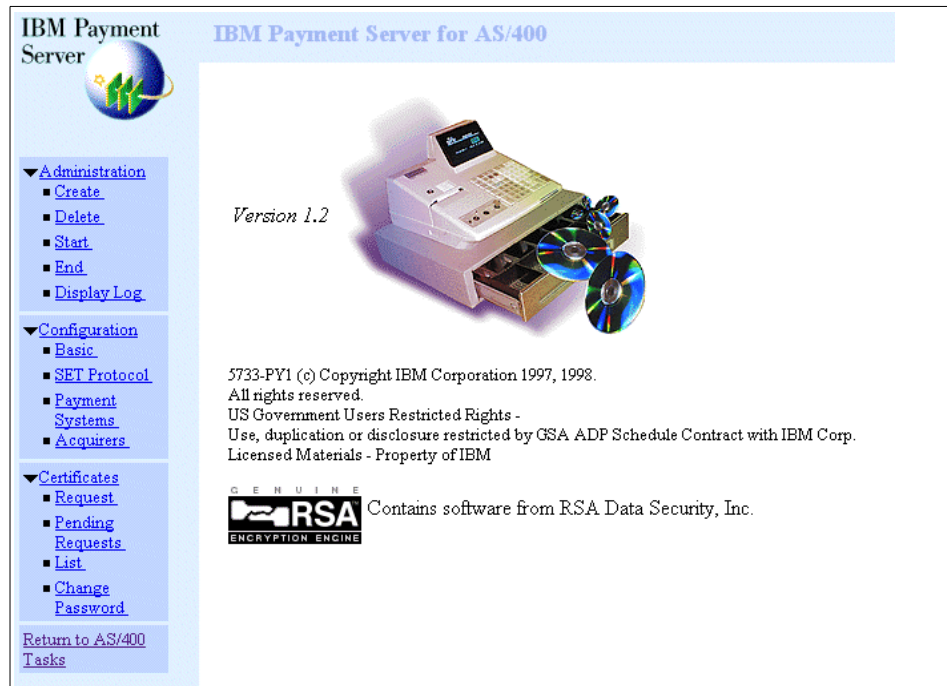 IBM Payment
Server
IBM Payment Server for AS/400
Administration
Create
Delete
Start
End
Display Log
Configuration
Basic
SET Protocol
Payment
Systems
Acquirers
Certificates
Request
Pending
Requests
List
Change
Password
Return to AS/400
Tasks
Version 1.2
5733-PY1 (c) Copyright IBM Corporation 1997, 1998.
All rights reserved.
US Government Users Restricted Rights -
Use, duplication or disclosure restricted by GSA ADP Schedule Contract with IBM Corp.
Licensed Materials - Property of IBM
GENUINE
RSA
ENCRYPTION ENGINE
Contains software from RSA Data Security, Inc.